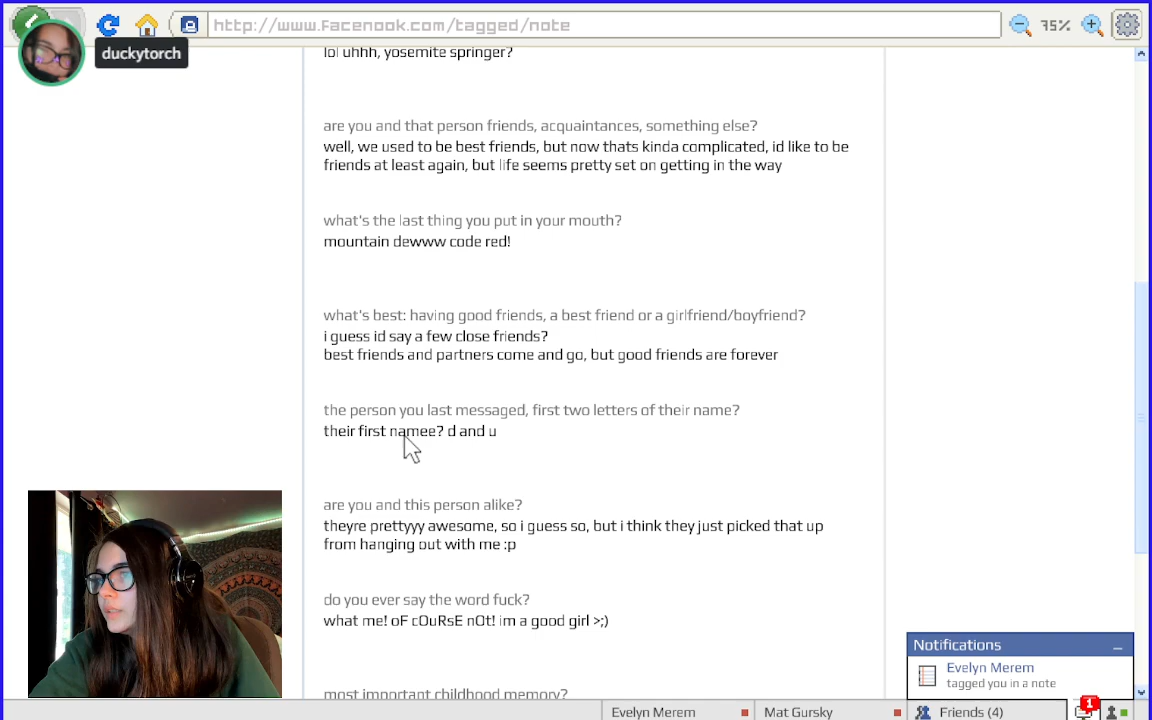 http://www.Facenook.com/tagged/note
75%
duckytorch
lol uhhh, yosemite springer?
are you and that person friends, acquaintances, something else?
well, we used to be best friends, but now thats kinda complicated, id like to be
friends at least again, but life seems pretty set on getting in the way
what's the last thing you put in your mouth?
mountain dewww code red!
what's best: having good friends, a best friend or a girlfriend/boyfriend?
i guess id say a few close friends?
best friends and partners come and go, but good friends are forever
the person you last messaged, first two letters of their name?
their first namee? d and u
are you and this person alike?
theyre prettyyy awesome, so i guess so, but i think they just picked that up
from hanging out with me :p
do you ever say the word fuck?
what me! oF cOuRsE nOt! im a good girl >;)
most important childhood memory?
Notifications
Evelyn Merem
tagged you in a note
Evelyn Merem
Mat Gursky
Friends (4)
1